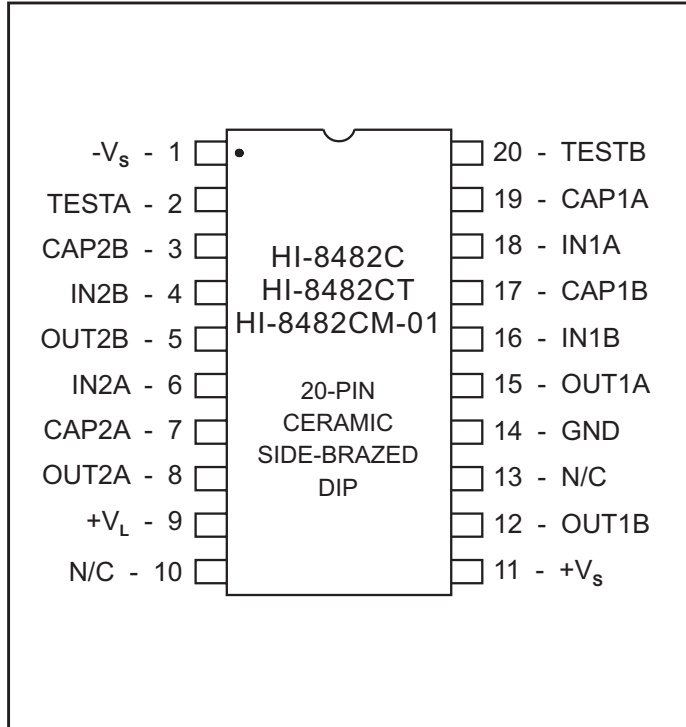 -VS - 1
TESTA - 2
CAP2B - 3
IN2B - 4
OUT2B - 5
IN2A - 6
CAP2A - 7
OUT2A - 8
+VL - 9
N/C - 10
HI-8482C
HI-8482CT
HI-8482CM-01
20-PIN
CERAMIC
SIDE-BRAZED
DIP
20 - TESTB
19 - CAP1A
18 - IN1A
17 - CAP1B
16 - IN1B
15 - OUT1A
14 - GND
13 - N/C
12 - OUT1B
11 - +VS